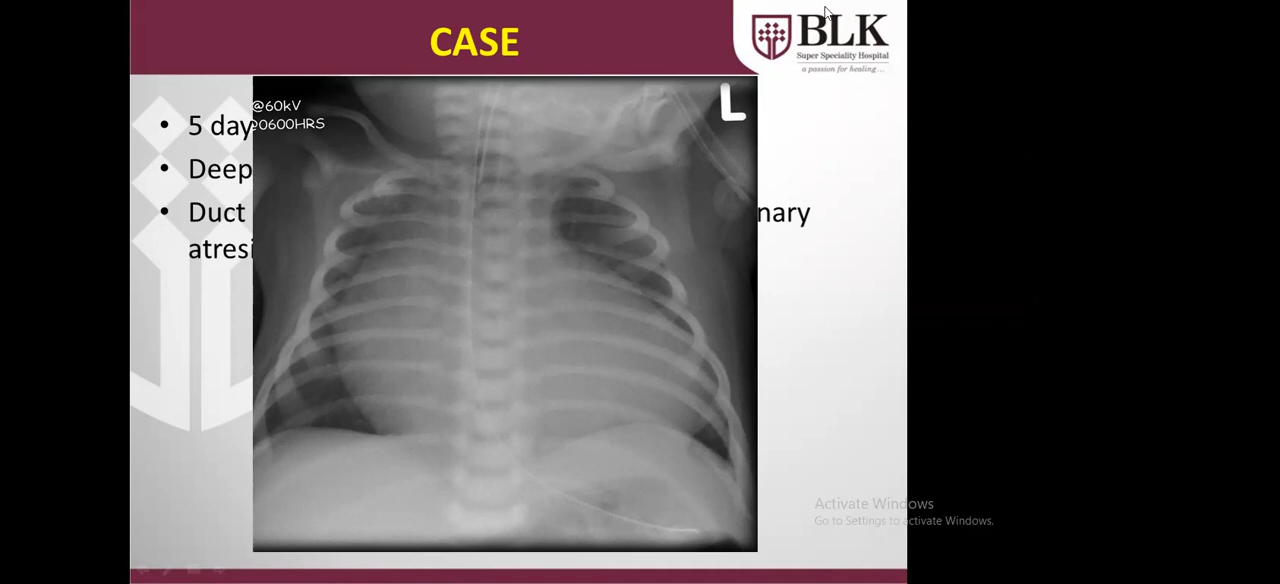 CASE
BLK
Super Speciality Hospital
a passion for healing...
@60kV
@0600HRS
L
• 5 day
• Deep
• Duct nary
atresi
Activate Windows
Go to Settings to activate Windows.